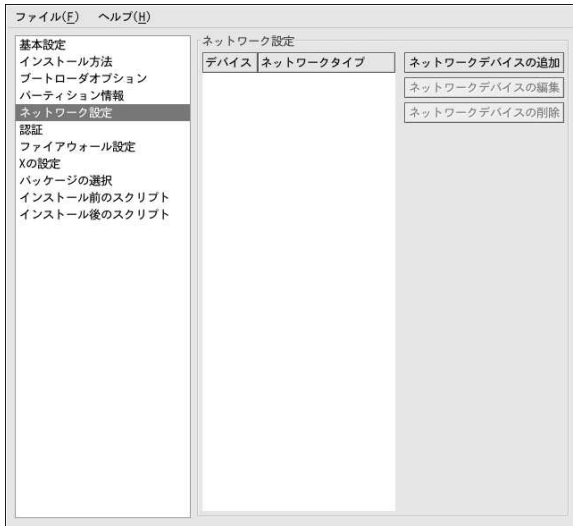 ファイル(F) ヘルプ(H)
基本設定
インストール方法
ブートローダオプション
パーティション情報
ネットワーク設定
認証
ファイアウォール設定
Xの設定
パッケージの選択
インストール前のスクリプト
インストール後のスクリプト
ネットワーク設定
デバイス ネットワークタイプ
ネットワークデバイスの追加
ネットワークデバイスの編集
ネットワークデバイスの削除